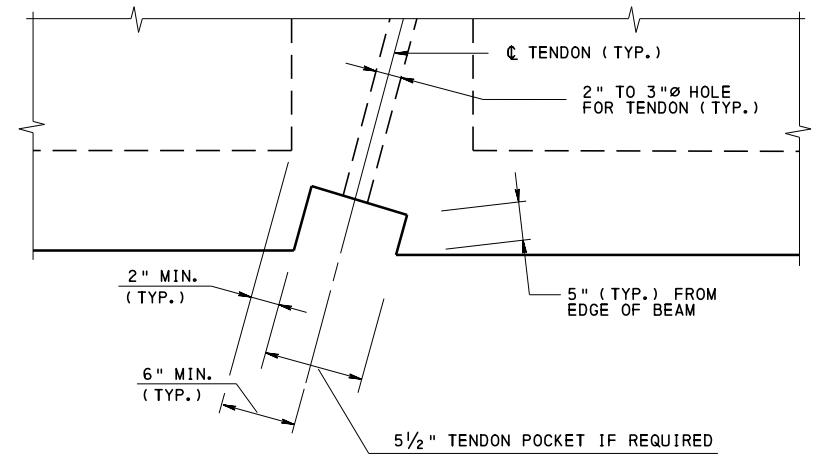 ℄ TENDON (TYP.)
2" TO 3"Ø HOLE
FOR TENDON (TYP.)
2" MIN.
(TYP.)
5" (TYP.) FROM
EDGE OF BEAM
6" MIN.
(TYP.)
5½" TENDON POCKET IF REQUIRED